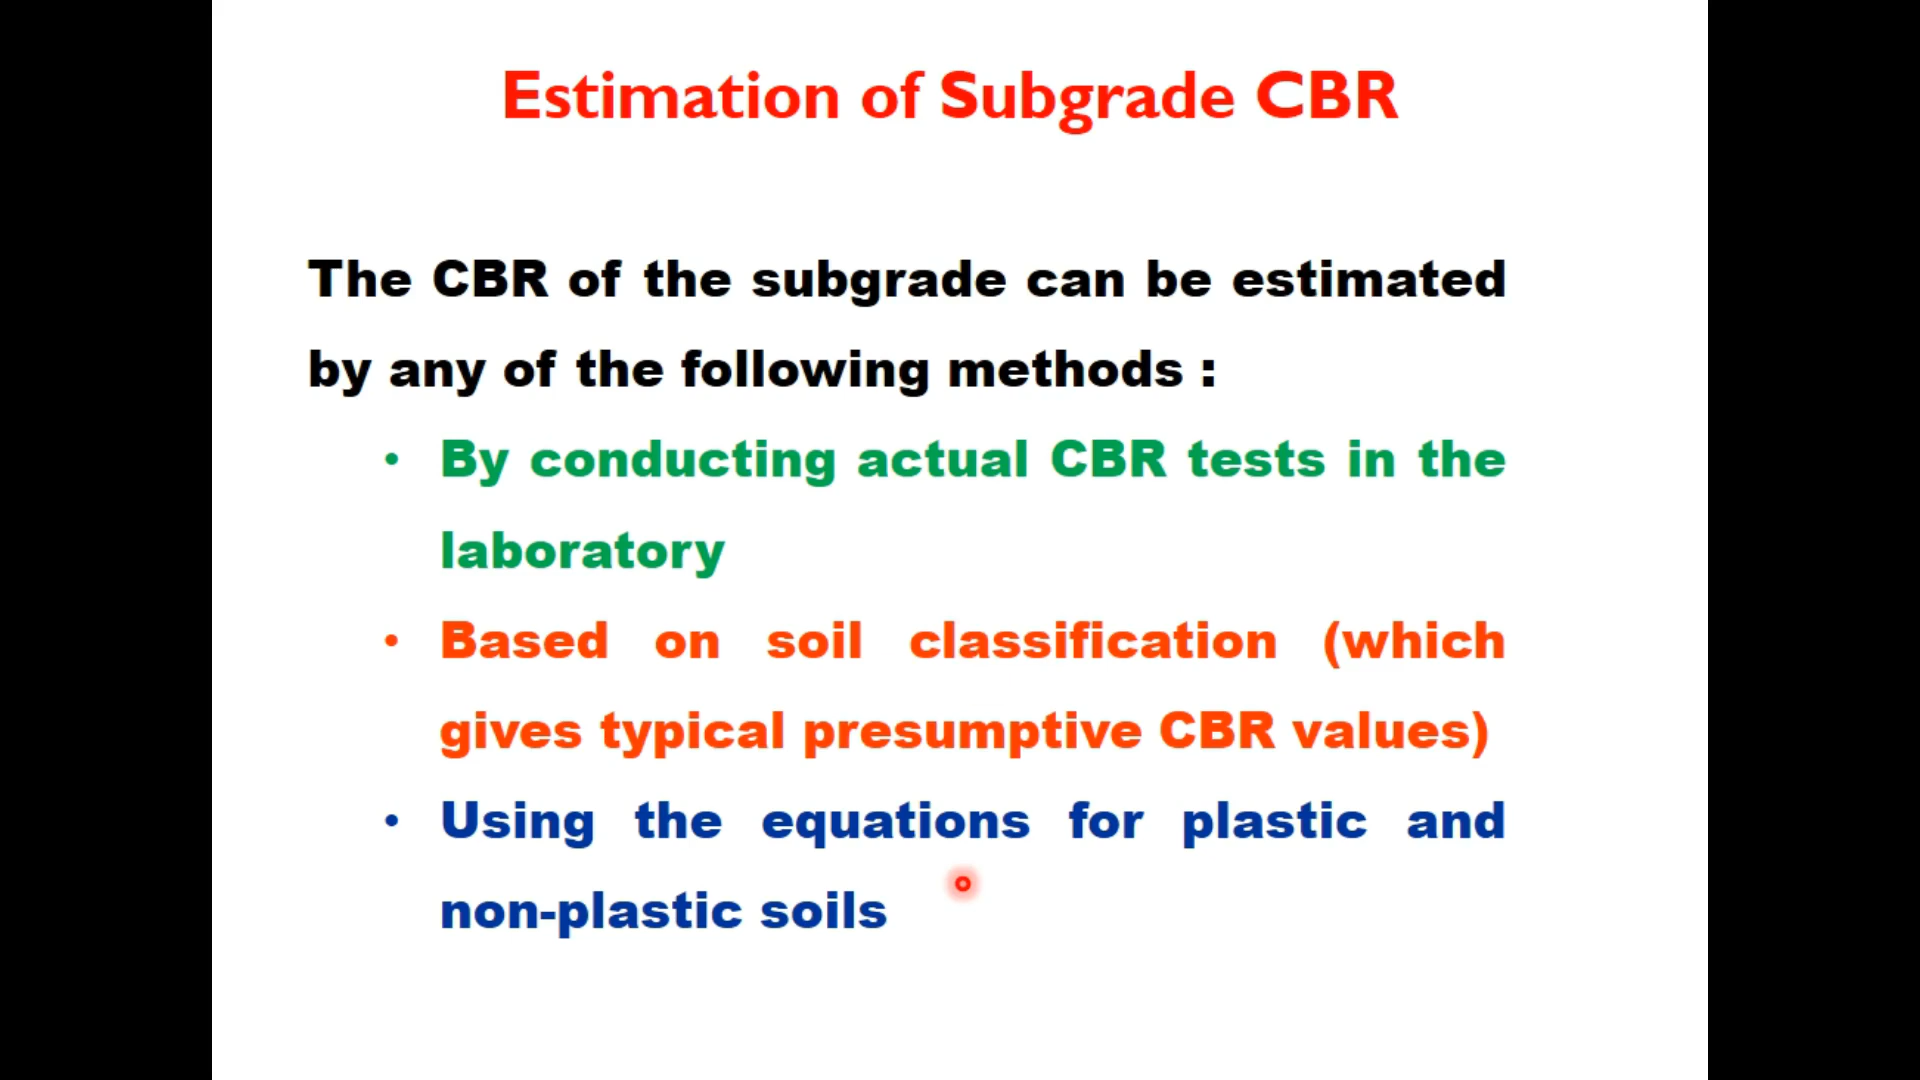 Estimation of Subgrade CBR
The CBR of the subgrade can be estimated
by any of the following methods :
• By conducting actual CBR tests in the
laboratory
• Based on soil classification (which
gives typical presumptive CBR values)
• Using the equations for plastic and
non-plastic soils